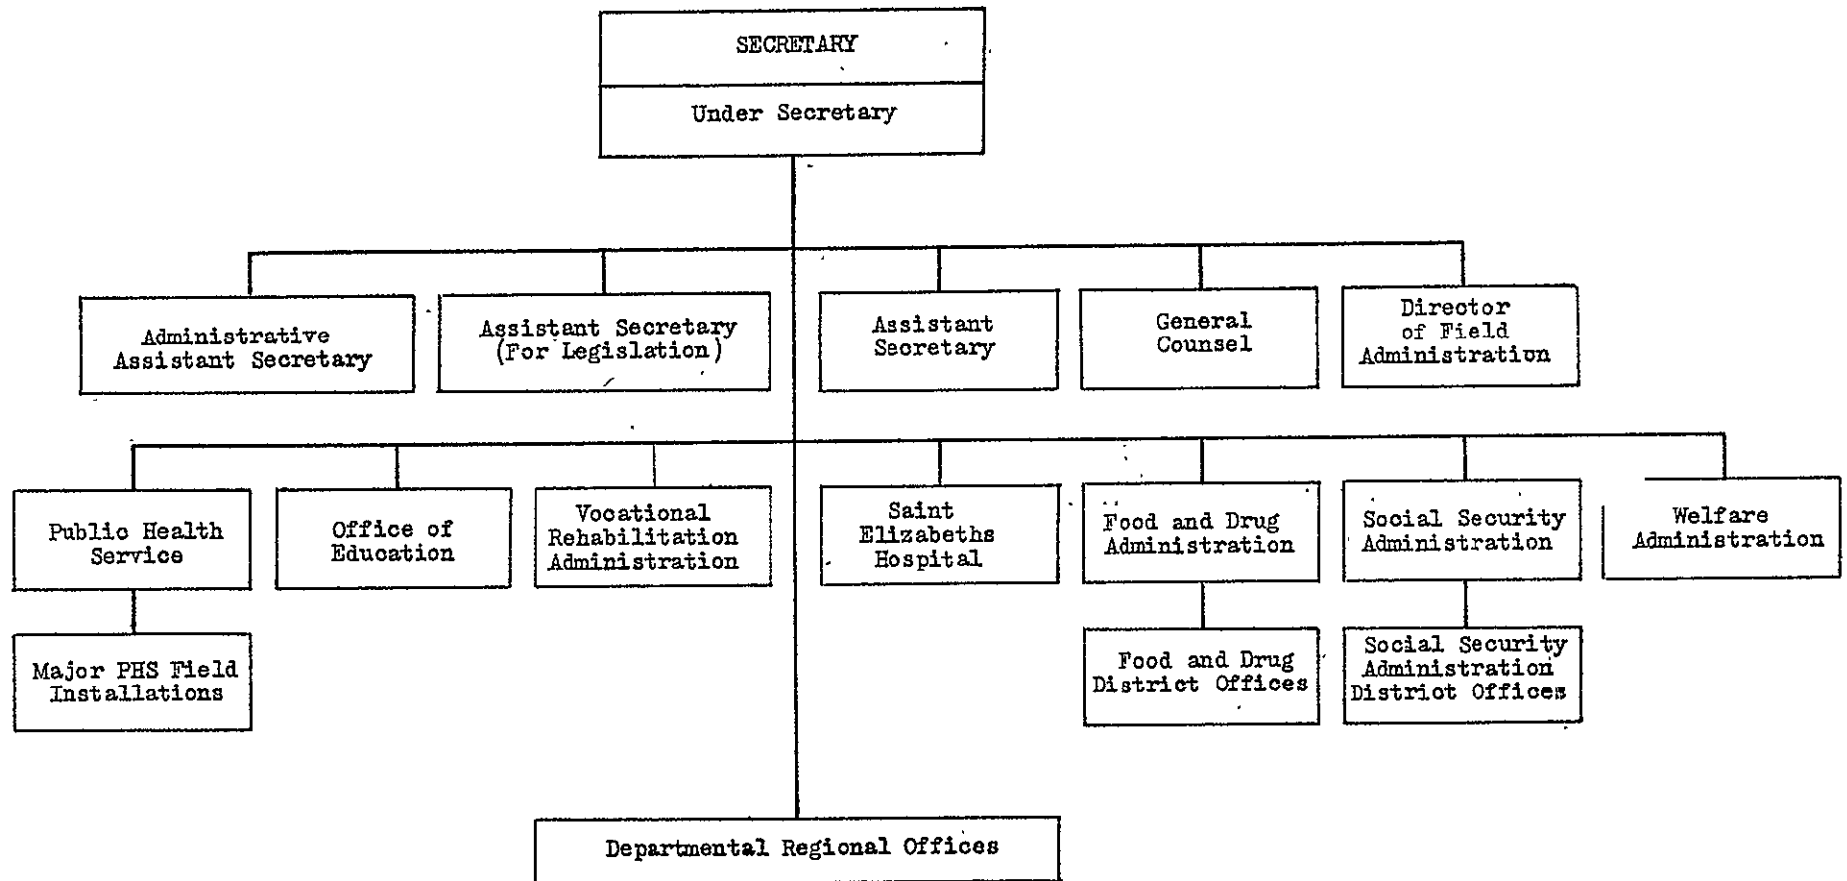 SECRETARY
Under Secretary
Administrative
Assistant Secretary
Assistant Secretary
(For Legislation)
Assistant
Secretary
General
Counsel
Director
of Field
Administration
Public Health
Service
Office of
Education
Vocational
Rehabilitation
Administration
Saint
Elizabeths
Hospital
Food and Drug
Administration
Social Security
Administration
Welfare
Administration
Major PHS Field
Installations
Food and Drug
District Offices
Social Security
Administration
District Offices
Departmental Regional Offices